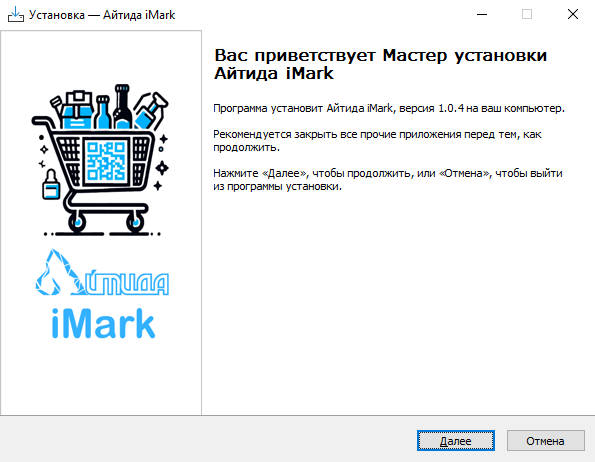 Установка — Айтида iMark
Вас приветствует Мастер установки
Айтида iMark
Программа установит Айтида iMark, версия 1.0.4 на ваш компьютер.
Рекомендуется закрыть все прочие приложения перед тем, как
продолжить.
Нажмите «Далее», чтобы продолжить, или «Отмена», чтобы выйти
из программы установки.
Айтида
iMark
Далее
Отмена